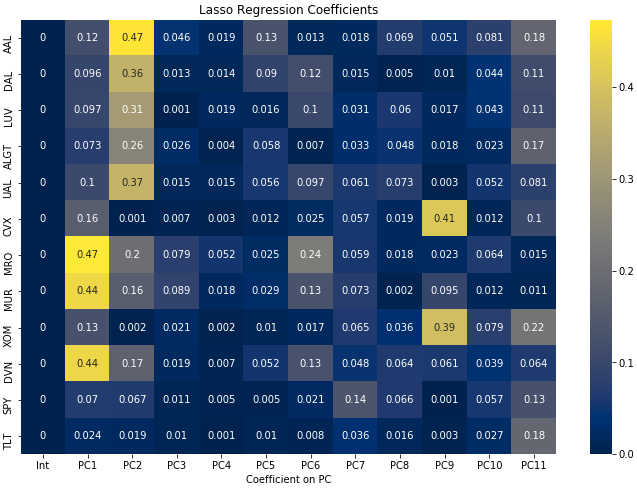 Lasso Regression Coefficients
AAL 0 0.12 0.47 0.046 0.019 0.13 0.013 0.018 0.069 0.051 0.081 0.18
DAL 0 0.096 0.36 0.013 0.014 0.09 0.12 0.015 0.005 0.01 0.044 0.11
LUV 0 0.097 0.31 0.001 0.019 0.016 0.1 0.031 0.06 0.017 0.043 0.11
ALGT 0 0.073 0.26 0.026 0.004 0.058 0.007 0.033 0.048 0.018 0.023 0.17
UAL 0 0.1 0.37 0.015 0.015 0.056 0.097 0.061 0.073 0.003 0.052 0.081
CVX 0 0.16 0.001 0.007 0.003 0.012 0.025 0.057 0.019 0.41 0.012 0.1
MRO 0 0.47 0.2 0.079 0.052 0.025 0.24 0.059 0.018 0.023 0.064 0.015
MUR 0 0.44 0.16 0.089 0.018 0.029 0.13 0.073 0.002 0.095 0.012 0.011
XOM 0 0.13 0.002 0.021 0.002 0.01 0.017 0.065 0.036 0.39 0.079 0.22
DVN 0 0.44 0.17 0.019 0.007 0.052 0.13 0.048 0.064 0.061 0.039 0.064
SPY 0 0.07 0.067 0.011 0.005 0.005 0.021 0.14 0.066 0.001 0.057 0.13
TLT 0 0.024 0.019 0.01 0.001 0.01 0.008 0.036 0.016 0.003 0.027 0.18
Int PC1 PC2 PC3 PC4 PC5 PC6 PC7 PC8 PC9 PC10 PC11
Coefficient on PC
0.4
0.3
0.2
0.1
0.0